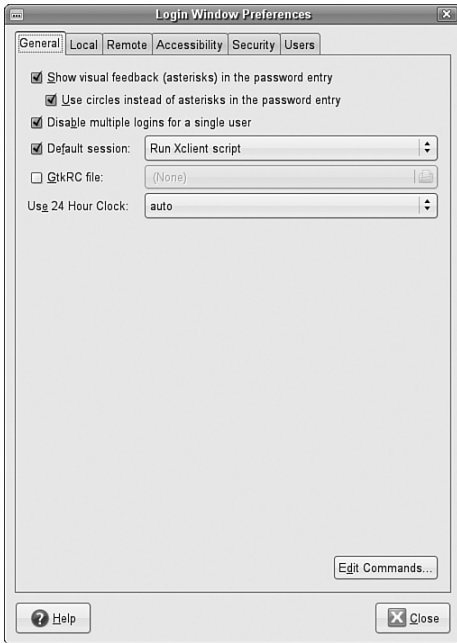 Login Window Preferences
General Local Remote Accessibility Security Users
Show visual feedback (asterisks) in the password entry
Use circles instead of asterisks in the password entry
Disable multiple logins for a single user
Default session: Run Xclient script
GtkRC file: (None)
Use 24 Hour Clock: auto
Edit Commands...
Help Close